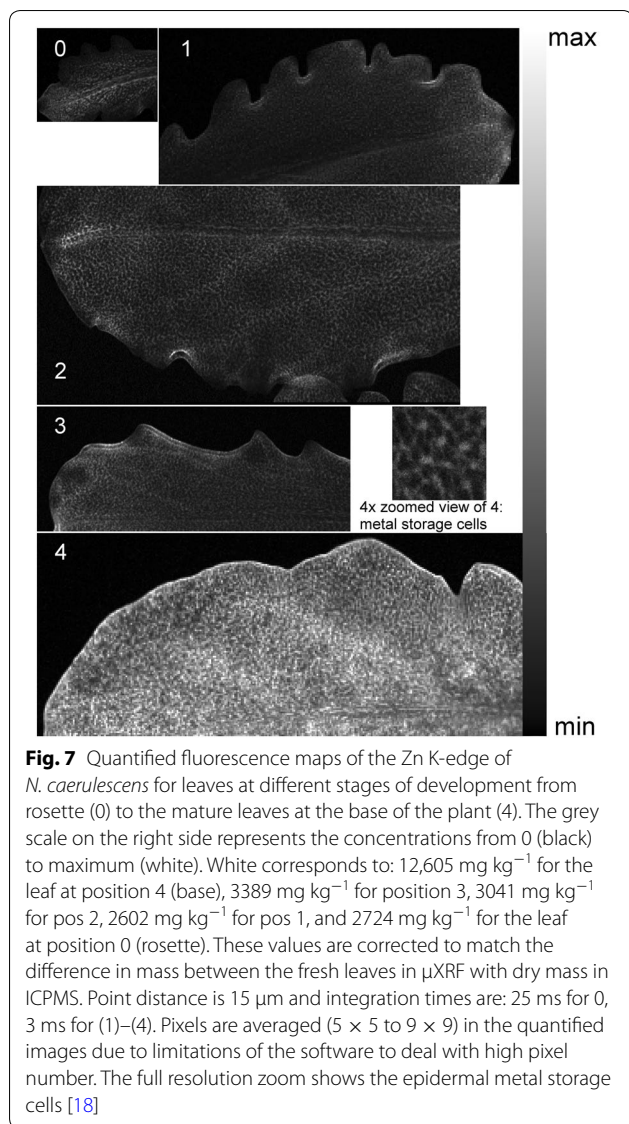 0
1
max
2
3
4x zoomed view of 4:
metal storage cells
4
min
Fig. 7 Quantified fluorescence maps of the Zn K-edge of
N. caerulescens for leaves at different stages of development from
rosette (0) to the mature leaves at the base of the plant (4). The grey
scale on the right side represents the concentrations from 0 (black)
to maximum (white). White corresponds to: 12,605 mg kg⁻¹ for the
leaf at position 4 (base), 3389 mg kg⁻¹ for position 3, 3041 mg kg⁻¹
for pos 2, 2602 mg kg⁻¹ for pos 1, and 2724 mg kg⁻¹ for the leaf
at position 0 (rosette). These values are corrected to match the
difference in mass between the fresh leaves in µXRF with dry mass in
ICPMS. Point distance is 15 µm and integration times are: 25 ms for 0,
3 ms for (1)–(4). Pixels are averaged (5 × 5 to 9 × 9) in the quantified
images due to limitations of the software to deal with high pixel
number. The full resolution zoom shows the epidermal metal storage
cells [18]